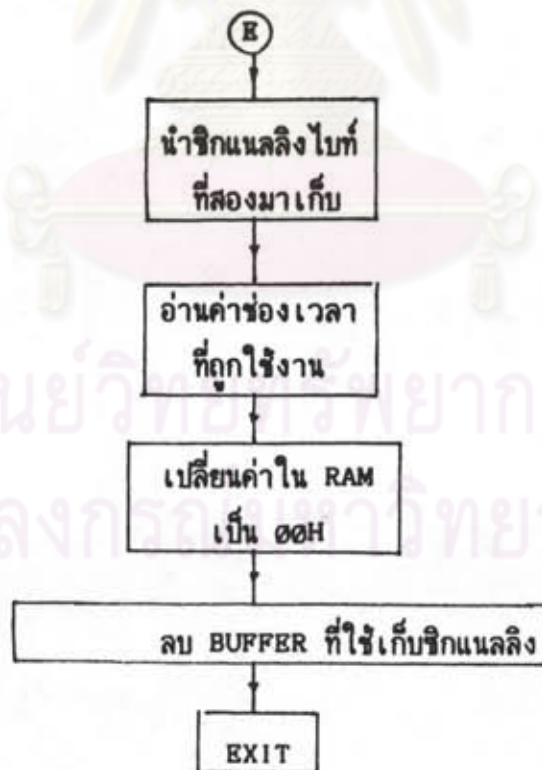 E
นำซิกแนลลิงไบท์
ที่สองมาเก็บ
อ่านค่าช่องเวลา
ที่ถูกใช้งาน
เปลี่ยนค่าใน RAM
เป็น ØØH
ลบ BUFFER ที่ใช้เก็บซิกแนลลิง
EXIT